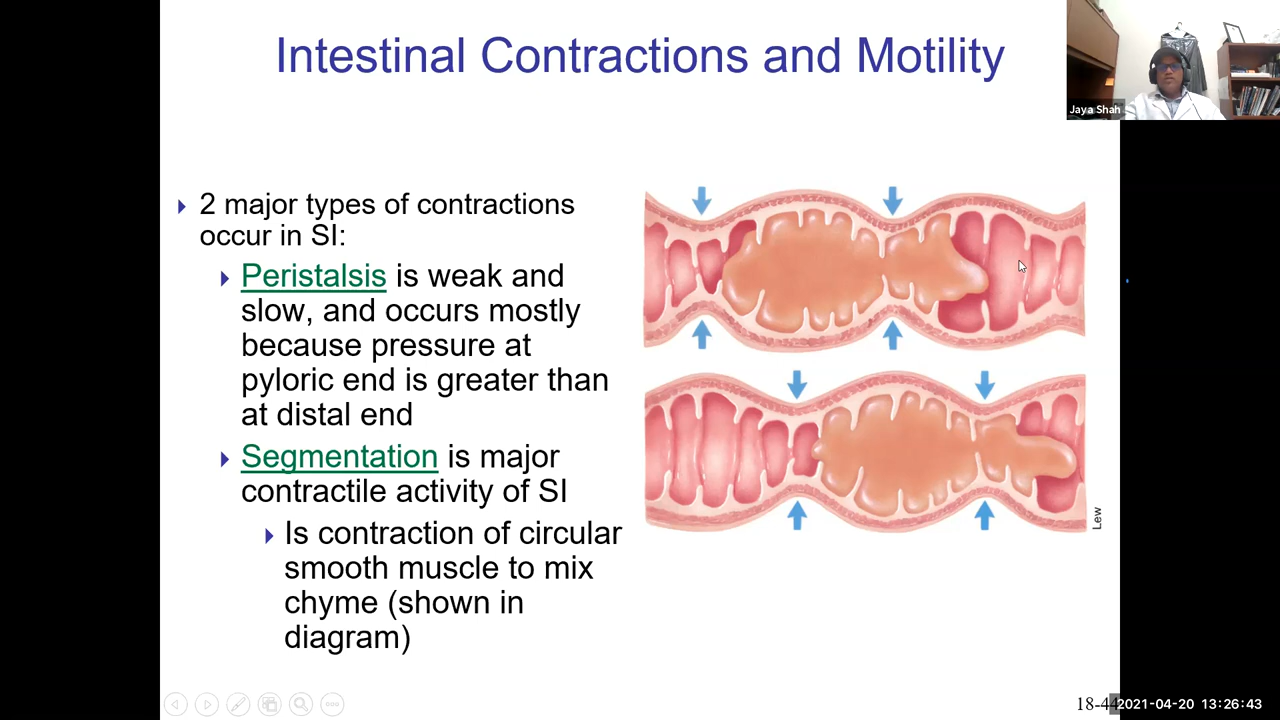 Intestinal Contractions and Motility
Jaya Shah
2 major types of contractions
occur in SI:
Peristalsis is weak and
slow, and occurs mostly
because pressure at
pyloric end is greater than
at distal end
Segmentation is major
contractile activity of SI
Is contraction of circular
smooth muscle to mix
chyme (shown in
diagram)
Lew
18-44
2021-04-20 13:26:43